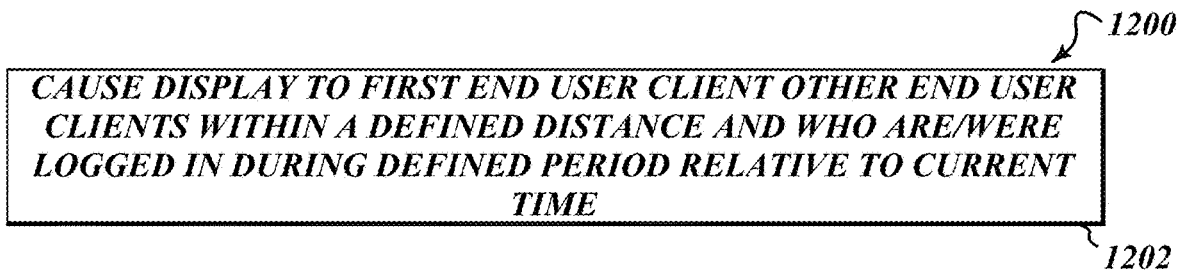 1200
CAUSE DISPLAY TO FIRST END USER CLIENT OTHER END USER
CLIENTS WITHIN A DEFINED DISTANCE AND WHO ARE/WERE
LOGGED IN DURING DEFINED PERIOD RELATIVE TO CURRENT
TIME
1202